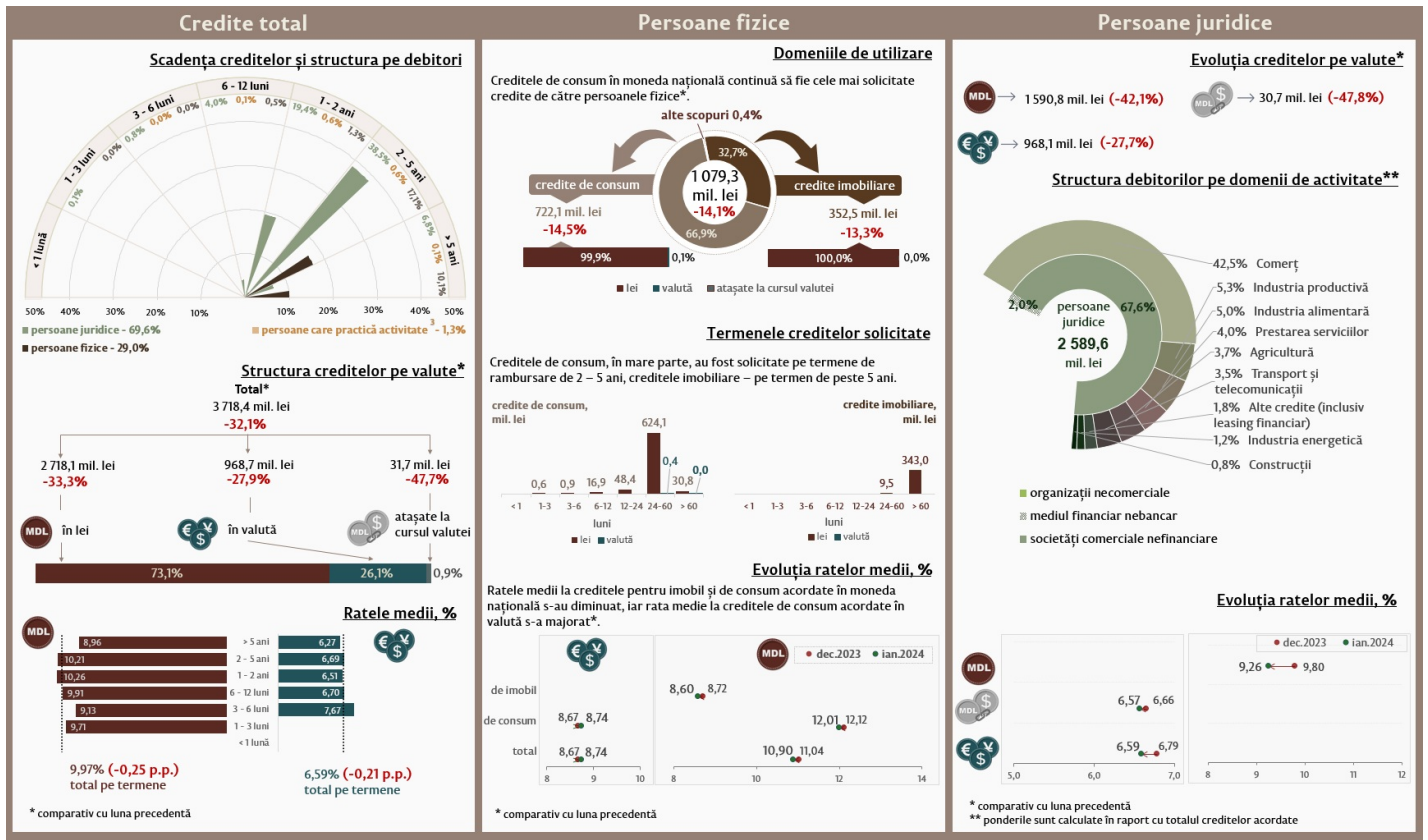 Credite total
Scadența creditelor și structura pe debitori
< 1 lună
1 - 3 luni
3 - 6 luni
6 - 12 luni
1 - 2 ani
2 - 5 ani
> 5 ani
0,1%
0,0%
0,8%
0,0%
0,0%
4,0%
0,1%
0,5%
19,4%
0,6%
1,3%
38,5%
0,6%
17,1%
6,8%
0,1%
10,1%
50% 40% 30% 20% 10% 10% 20% 30% 40% 50%
persoane juridice - 69,6%
persoane care practică activitate 3 - 1,3%
persoane fizice - 29,0%
Structura creditelor pe valute*
Total*
3 718,4 mil. lei
-32,1%
2 718,1 mil. lei
-33,3%
968,7 mil. lei
-27,9%
31,7 mil. lei
-47,7%
MDL
în lei
€ ¥ $
în valută
MDL $
atașate la
cursul valutei
73,1% 26,1% 0,9%
Ratele medii, %
MDL
€ ¥ $
8,96 > 5 ani 6,27
10,21 2 - 5 ani 6,69
10,26 1 - 2 ani 6,51
9,91 6 - 12 luni 6,70
9,13 3 - 6 luni 7,67
9,71 1 - 3 luni
< 1 lună
9,97% (-0,25 p.p.)
total pe termene
6,59% (-0,21 p.p.)
total pe termene
* comparativ cu luna precedentă
Persoane fizice
Domeniile de utilizare
Creditele de consum în moneda națională continuă să fie cele mai solicitate
credite de către persoanele fizice*.
alte scopuri 0,4%
32,7%
1 079,3
mil. lei
-14,1%
66,9%
credite de consum
722,1 mil. lei
-14,5%
credite imobiliare
352,5 mil. lei
-13,3%
99,9% 0,1%
100,0% 0,0%
lei valută atașate la cursul valutei
Termenele creditelor solicitate
Creditele de consum, în mare parte, au fost solicitate pe termene de
rambursare de 2 – 5 ani, creditele imobiliare – pe termen de peste 5 ani.
credite de consum,
mil. lei
0,6 0,9 16,9 48,4 624,1 0,4 30,8 0,0
< 1 1-3 3-6 6-12 12-24 24-60 > 60
luni
lei valută
credite imobiliare,
mil. lei
9,5 343,0
< 1 1-3 3-6 6-12 12-24 24-60 > 60
luni
lei valută
Evoluția ratelor medii, %
Ratele medii la creditele pentru imobil și de consum acordate în moneda
națională s-au diminuat, iar rata medie la creditele de consum acordate în
valută s-a majorat*.
€ ¥ $
MDL
dec.2023 ian.2024
de imobil 8,60 8,72
de consum 8,67 8,74 12,01 12,12
total 8,67 8,74 10,90 11,04
8 9 10 8 10 12 14
* comparativ cu luna precedentă
Persoane juridice
Evoluția creditelor pe valute*
MDL 1 590,8 mil. lei (-42,1%)
MDL $ 30,7 mil. lei (-47,8%)
€ ¥ $ 968,1 mil. lei (-27,7%)
Structura debitorilor pe domenii de activitate**
2,0%
67,6%
persoane
juridice
2 589,6
mil. lei
42,5% Comerț
5,3% Industria productivă
5,0% Industria alimentară
4,0% Prestarea serviciilor
3,7% Agricultură
3,5% Transport și
telecomunicații
1,8% Alte credite (inclusiv
leasing financiar)
1,2% Industria energetică
0,8% Construcții
organizații necomerciale
mediul financiar nebancar
societăți comerciale nefinanciare
Evoluția ratelor medii, %
dec.2023 ian.2024
MDL 9,26 9,80
MDL $ 6,57 6,66
€ ¥ $ 6,59 6,79
5,0 6,0 7,0 8 9 10 11 12
* comparativ cu luna precedentă
** ponderile sunt calculate în raport cu totalul creditelor acordate